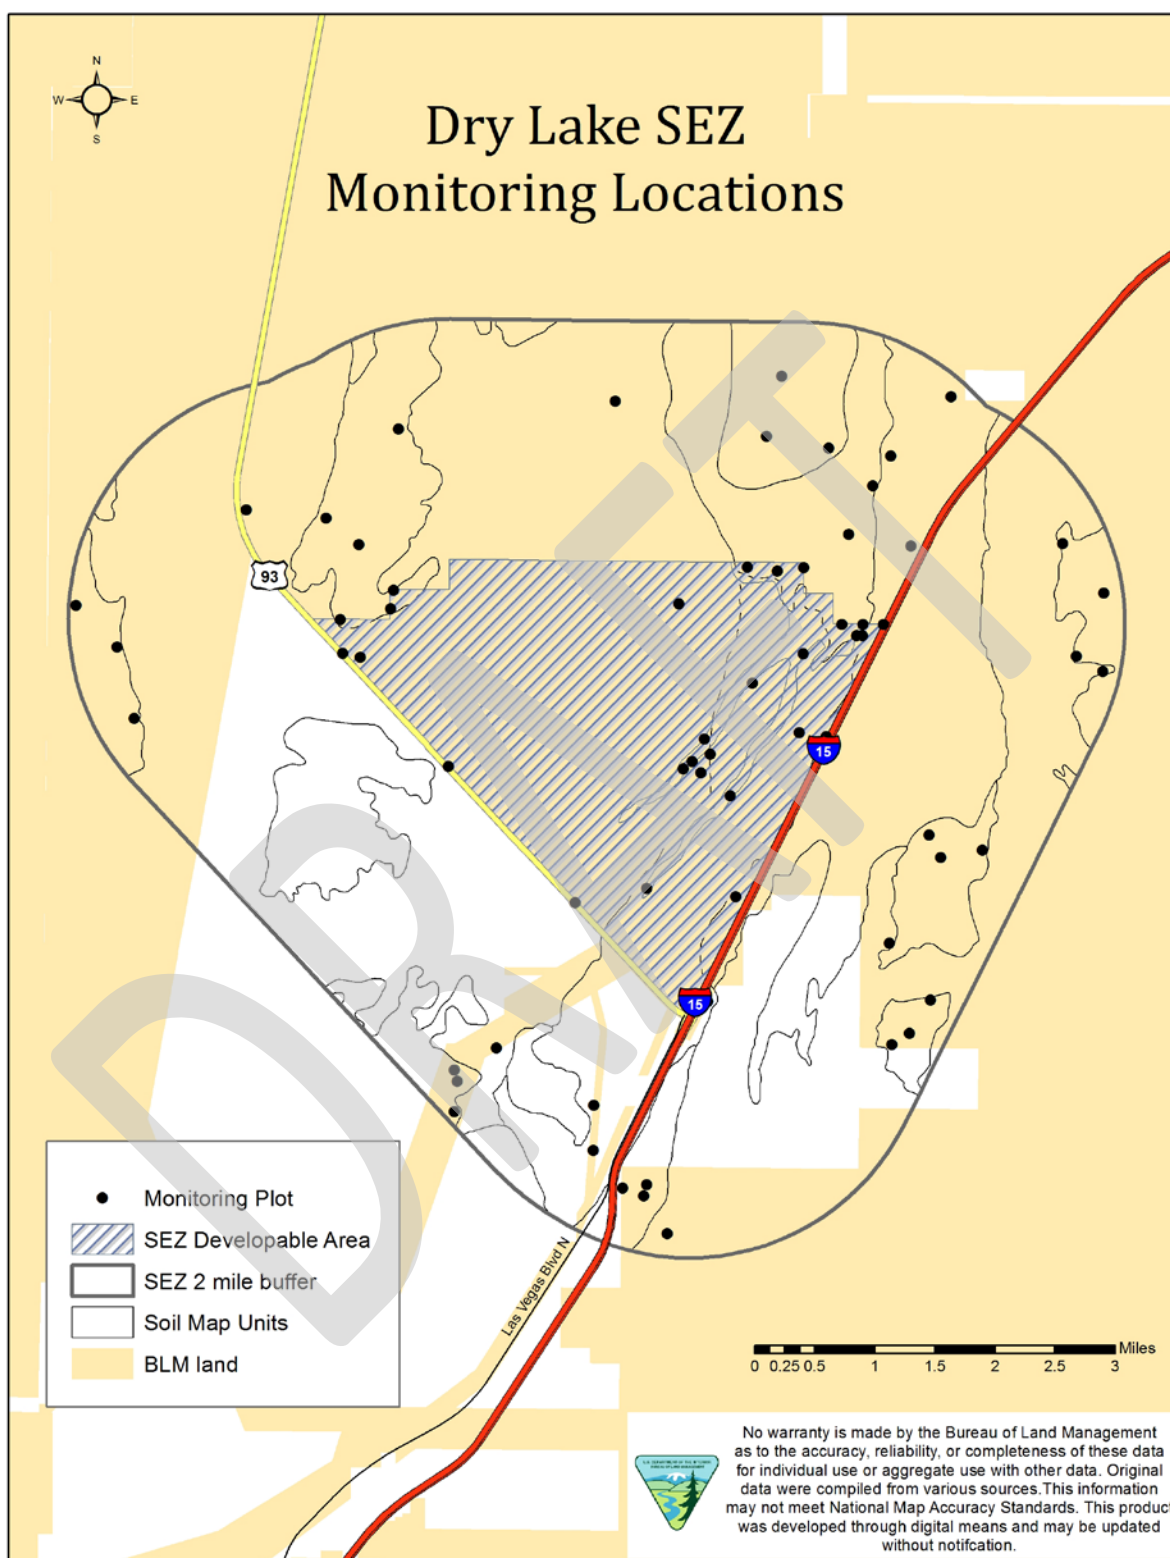 N
W E
S
Dry Lake SEZ
Monitoring Locations
93
15
15
DRAFT
Monitoring Plot
SEZ Developable Area
SEZ 2 mile buffer
Soil Map Units
BLM land
Las Vegas Blvd N
Miles
0 0.25 0.5 1 1.5 2 2.5 3
No warranty is made by the Bureau of Land Management
as to the accuracy, reliability, or completeness of these data
for individual use or aggregate use with other data. Original
data were compiled from various sources.This information
may not meet National Map Accuracy Standards. This product
was developed through digital means and may be updated
without notifcation.